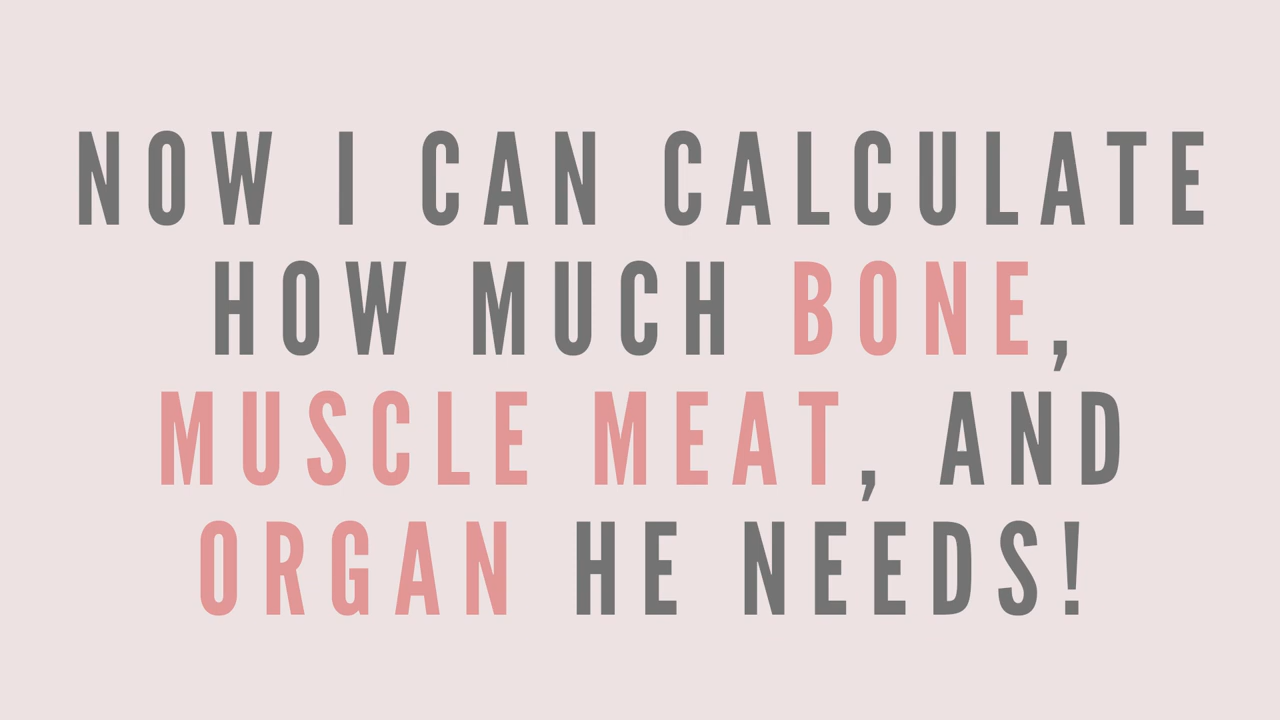 NOW I CAN CALCULATE
HOW MUCH BONE,
MUSCLE MEAT, AND
ORGAN HE NEEDS!